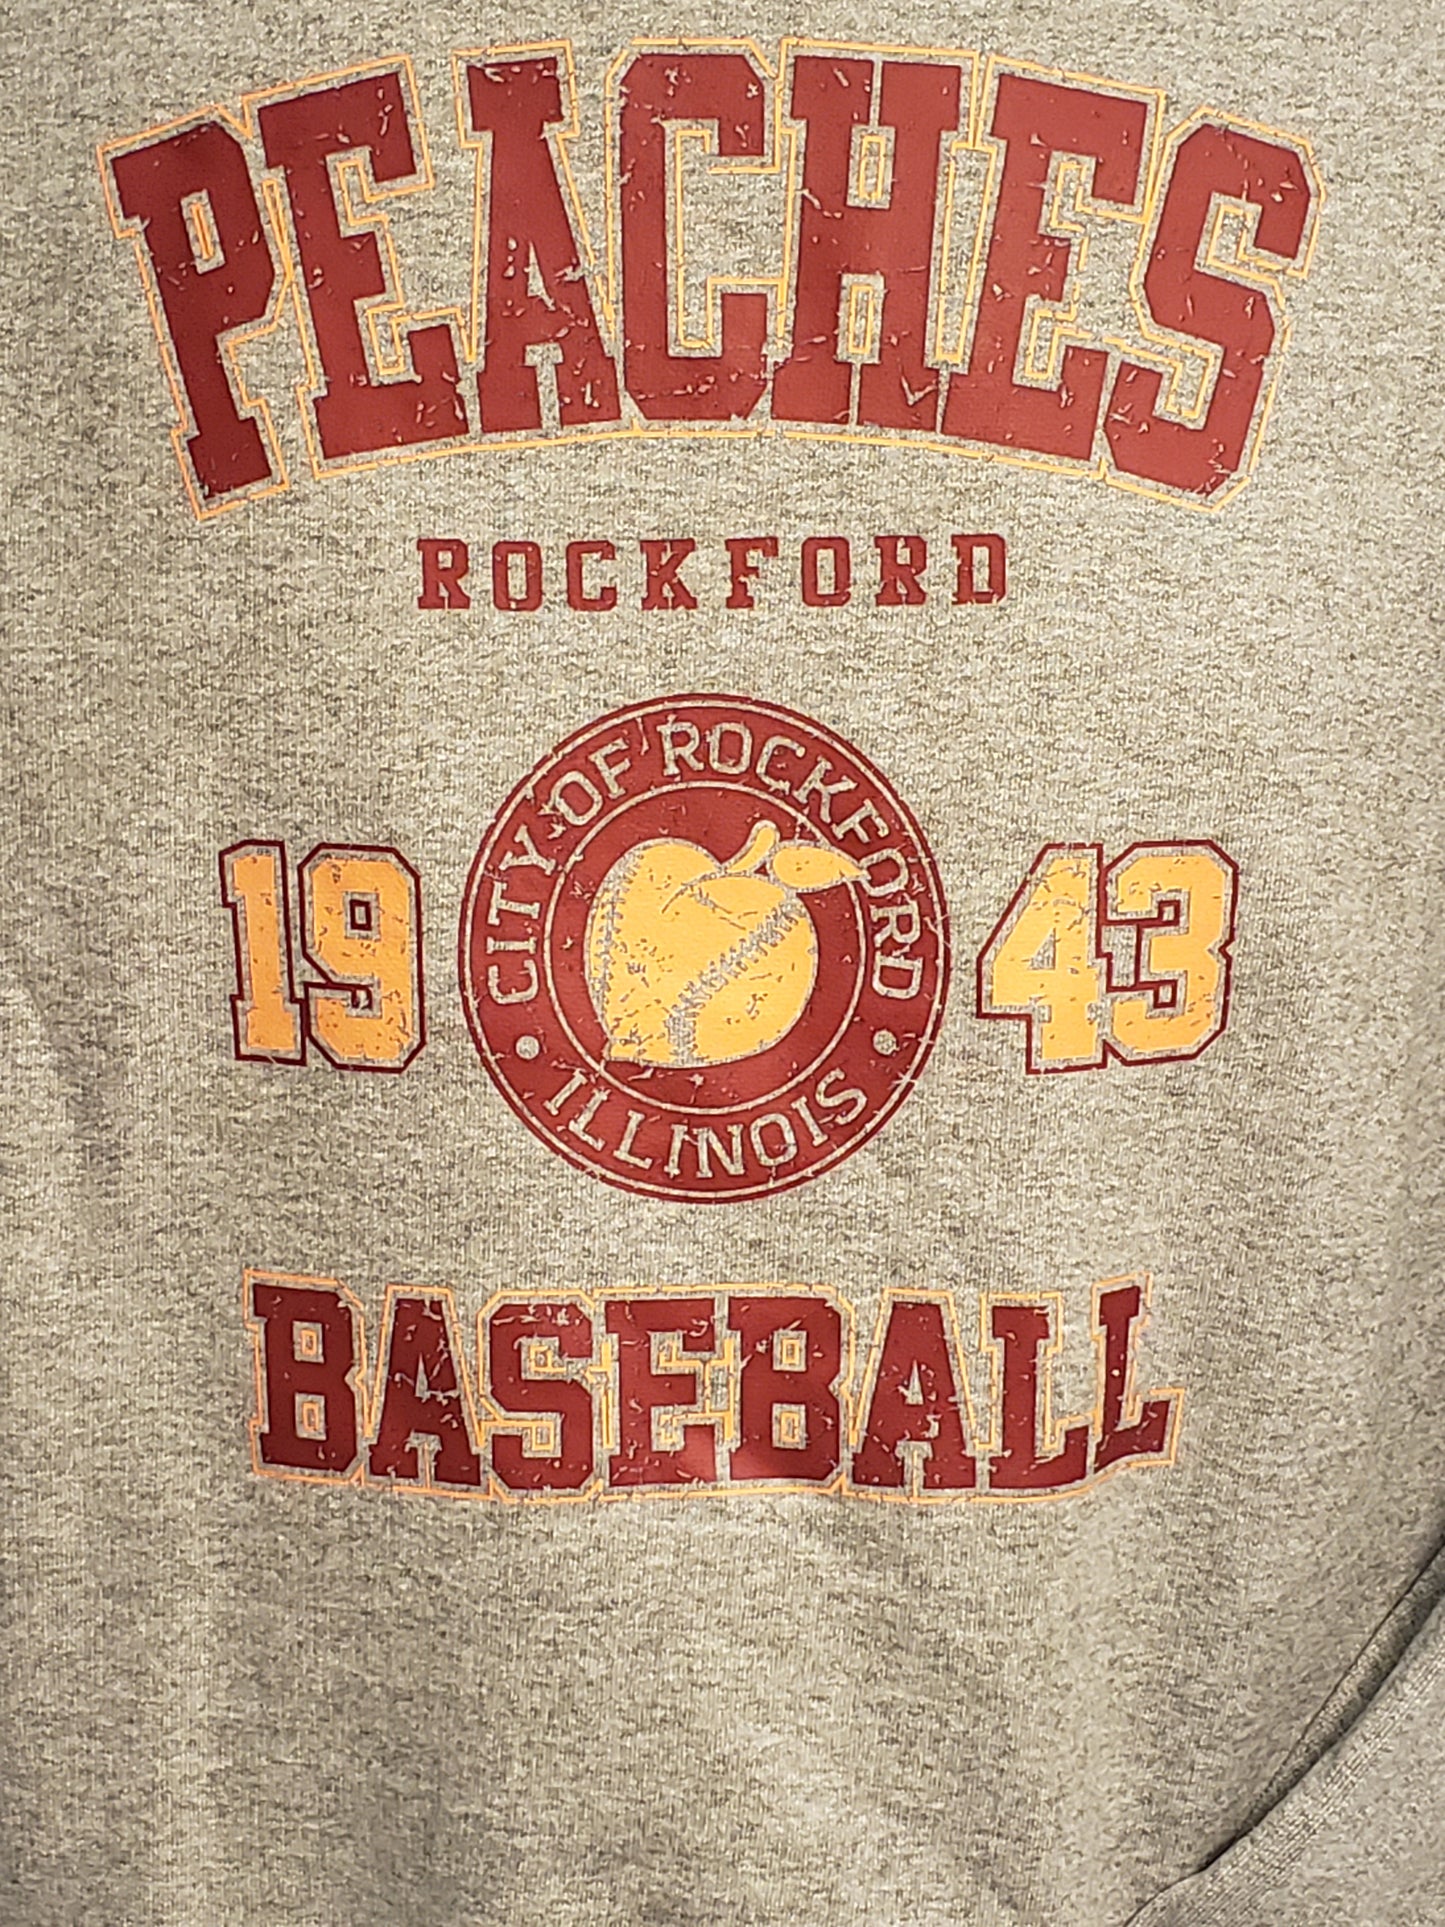 PEACHES
ROCKFORD
CITY OF ROCKFORD
19 43
• ILLINOIS •
BASEBALL